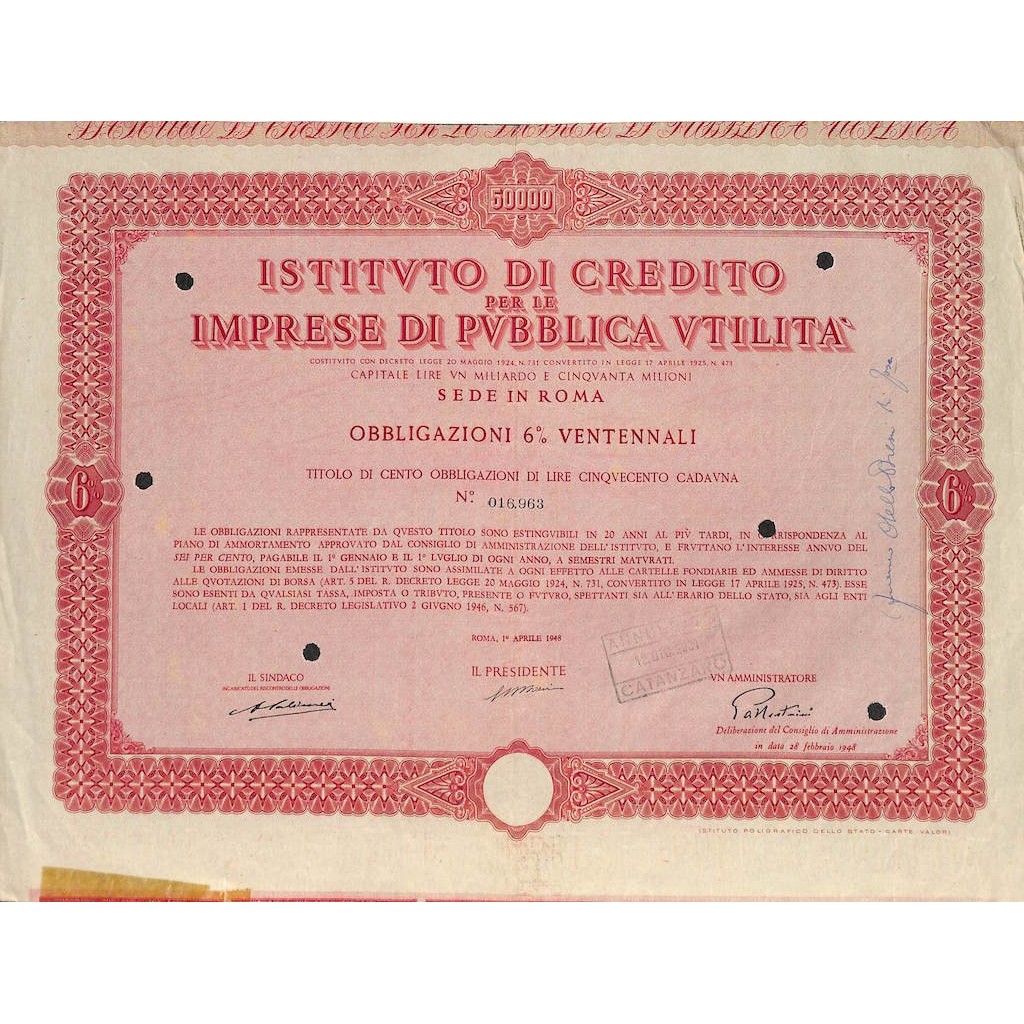 50000
ISTITVTO DI CREDITO
PER LE
IMPRESE DI PVBBLICA VTILITA'
COSTITVITO CON DECRETO LEGGE 20 MAGGIO 1924, N. 731 CONVERTITO IN LEGGE 17 APRILE 1925, N. 473
CAPITALE LIRE VN MILIARDO E CINQVANTA MILIONI
SEDE IN ROMA
OBBLIGAZIONI 6% VENTENNALI
TITOLO DI CENTO OBBLIGAZIONI DI LIRE CINQVECENTO CADAVNA
N.º 016.963
6%
6%
LE OBBLIGAZIONI RAPPRESENTATE DA QVESTO TITOLO SONO ESTINGVIBILI IN 20 ANNI AL PIÙ TARDI, IN CORRISPONDENZA AL
PIANO DI AMMORTAMENTO APPROVATO DAL CONSIGLIO DI AMMINISTRAZIONE DELL'ISTITVTO, E FRVTTANO L'INTERESSE ANNVO DEL
SEI PER CENTO, PAGABILE IL 1º GENNAIO E IL 1º LVGLIO DI OGNI ANNO, A SEMESTRI MATVRATI.
LE OBBLIGAZIONI EMESSE DALL'ISTITVTO SONO ASSIMILATE A OGNI EFFETTO ALLE CARTELLE FONDIARIE ED AMMESSE DI DIRITTO
ALLE QVOTAZIONI DI BORSA (ART. 5 DEL R. DECRETO LEGGE 20 MAGGIO 1924, N. 731, CONVERTITO IN LEGGE 17 APRILE 1925, N. 473) ESSE
SONO ESENTI DA QVALSIASI TASSA, IMPOSTA O TRIBVTO, PRESENTE O FVTVRO, SPETTANTI SIA ALL'ERARIO DELLO STATO, SIA AGLI ENTI
LOCALI (ART. 1 DEL R. DECRETO LEGISLATIVO 2 GIVGNO 1946, N. 567).
ROMA, 1º APRILE 1948
IL SINDACO
INCARICATO DEL RISCONTRO DELLE OBBLIGAZIONI
IL PRESIDENTE
VN AMMINISTRATORE
CATANZARO
Deliberazione del Consiglio di Amministrazione
in data 28 febbraio 1948
ISTITUTO POLIGRAFICO DELLO STATO - CARTE VALORI